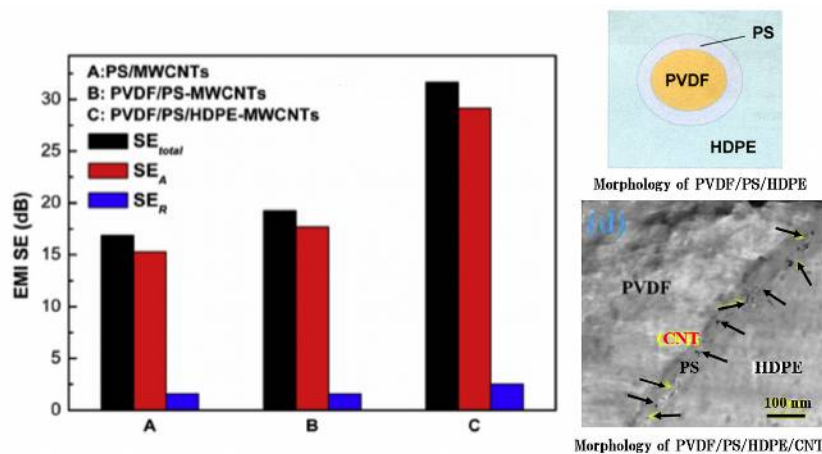 A:PS/MWCNTs
B: PVDF/PS-MWCNTs
C: PVDF/PS/HDPE-MWCNTs
SEtotal
SEA
SER
EMI SE (dB)
30
25
20
15
10
5
0
A
B
C
PS
PVDF
HDPE
Morphology of PVDF/PS/HDPE
(d)
PVDF
CNT
PS
HDPE
100 nm
Morphology of PVDF/PS/HDPE/CNT